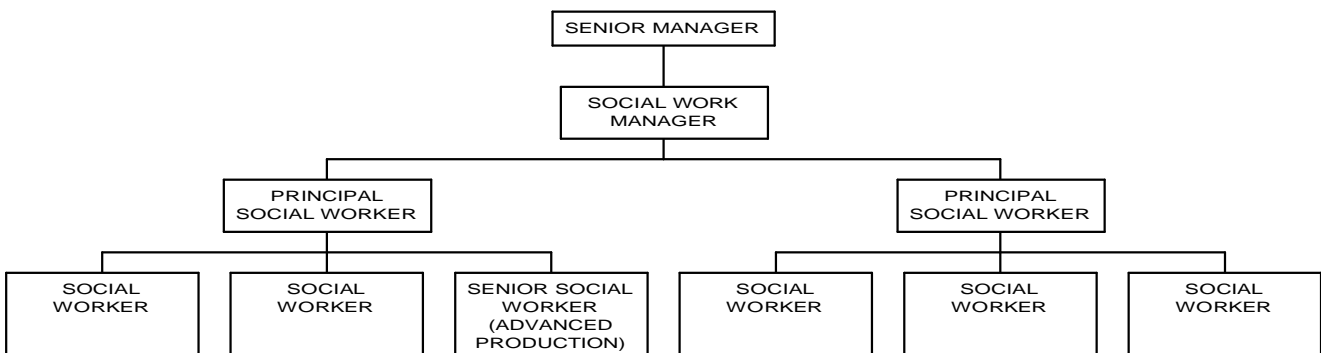 SENIOR MANAGER
SOCIAL WORK
MANAGER
PRINCIPAL
SOCIAL WORKER
PRINCIPAL
SOCIAL WORKER
SOCIAL
WORKER
SOCIAL
WORKER
SENIOR SOCIAL
WORKER
(ADVANCED
PRODUCTION)
SOCIAL
WORKER
SOCIAL
WORKER
SOCIAL
WORKER